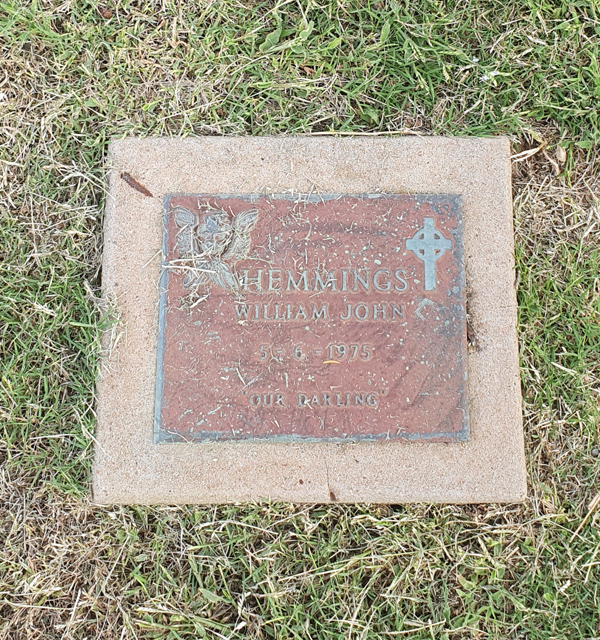 HEMMINGS
WILLIAM JOHN
5 - 6 - 1975
"OUR DARLING"